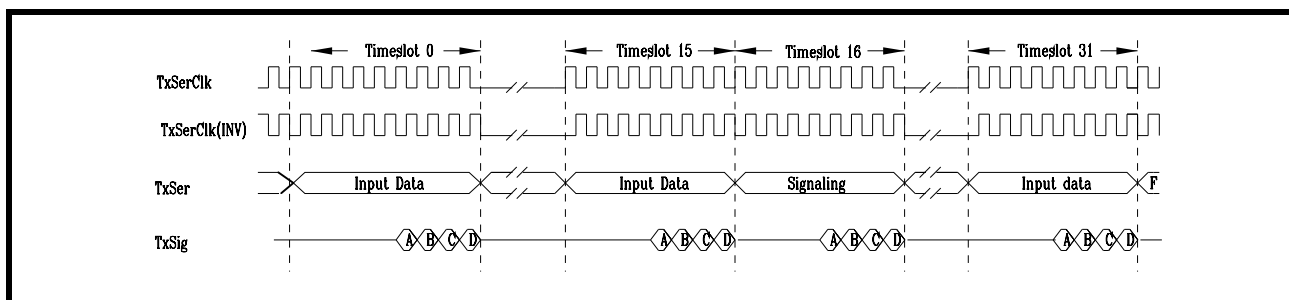 Timeslot 0 Timeslot 15 Timeslot 16 Timeslot 31
TxSerClk
TxSerClk(INV)
TxSer Input Data Input Data Signaling Input data F
TxSig A B C D A B C D A B C D A B C D